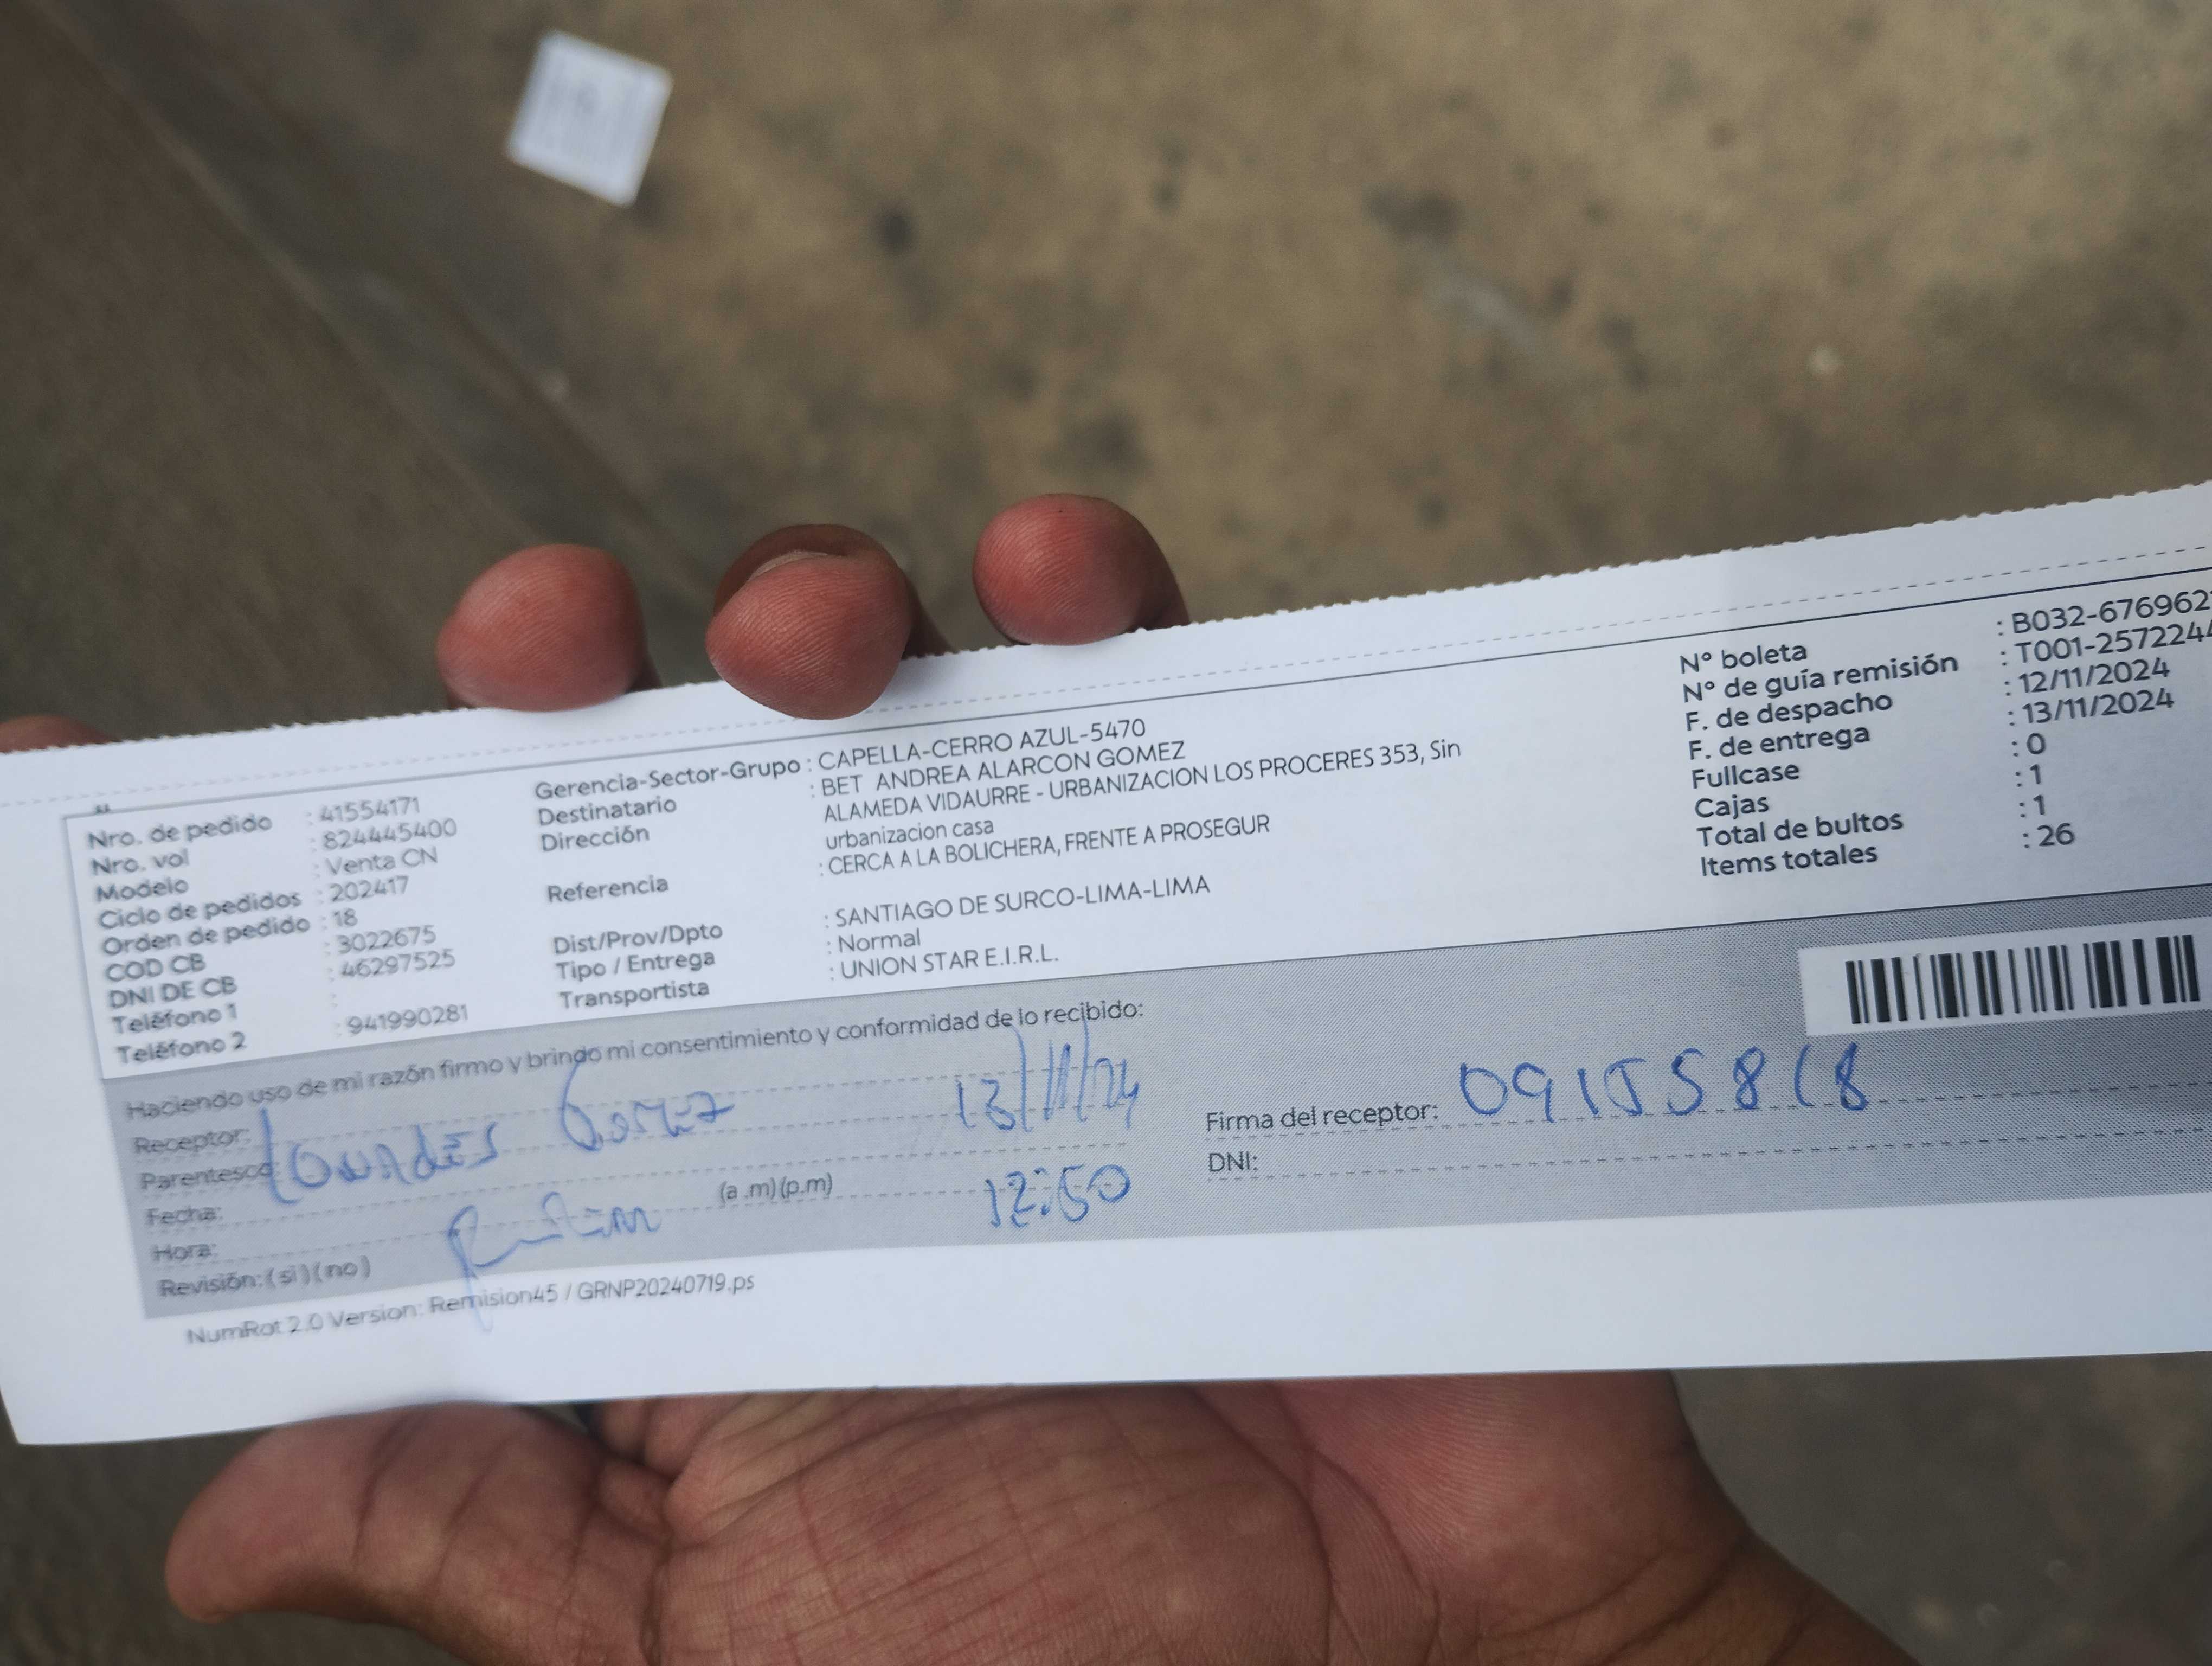 Nro. de pedido : 41554171
Nro. vol : 824445400
Modelo : Venta CN
Ciclo de pedidos : 202417
Orden de pedido : 18
COD CB : 3022675
DNI DE CB : 46297525
Teléfono 1 :
Teléfono 2 : 941990281
Gerencia-Sector-Grupo : CAPELLA-CERRO AZUL-5470
Destinatario : BET ANDREA ALARCON GOMEZ
Dirección ALAMEDA VIDAURRE - URBANIZACION LOS PROCERES 353, Sin
urbanizacion casa
Referencia : CERCA A LA BOLICHERA, FRENTE A PROSEGUR
Dist/Prov/Dpto : SANTIAGO DE SURCO-LIMA-LIMA
Tipo / Entrega : Normal
Transportista : UNION STAR E.I.R.L.
N° boleta : B032-676962
N° de guía remisión : T001-2572244
F. de despacho : 12/11/2024
F. de entrega : 13/11/2024
Fullcase : 0
Cajas : 1
Total de bultos : 1
Items totales : 26
Haciendo uso de mi razón firmo y brindo mi consentimiento y conformidad de lo recibido:
Receptor: Lourdes 13/11/24
Parentesco:
Fecha:
Hora: (a .m)(p.m) 12:50
Revisión:(si)(no)
Firma del receptor: 09155818
DNI:
NumRot 2.0 Version: Remision45 / GRNP20240719.ps